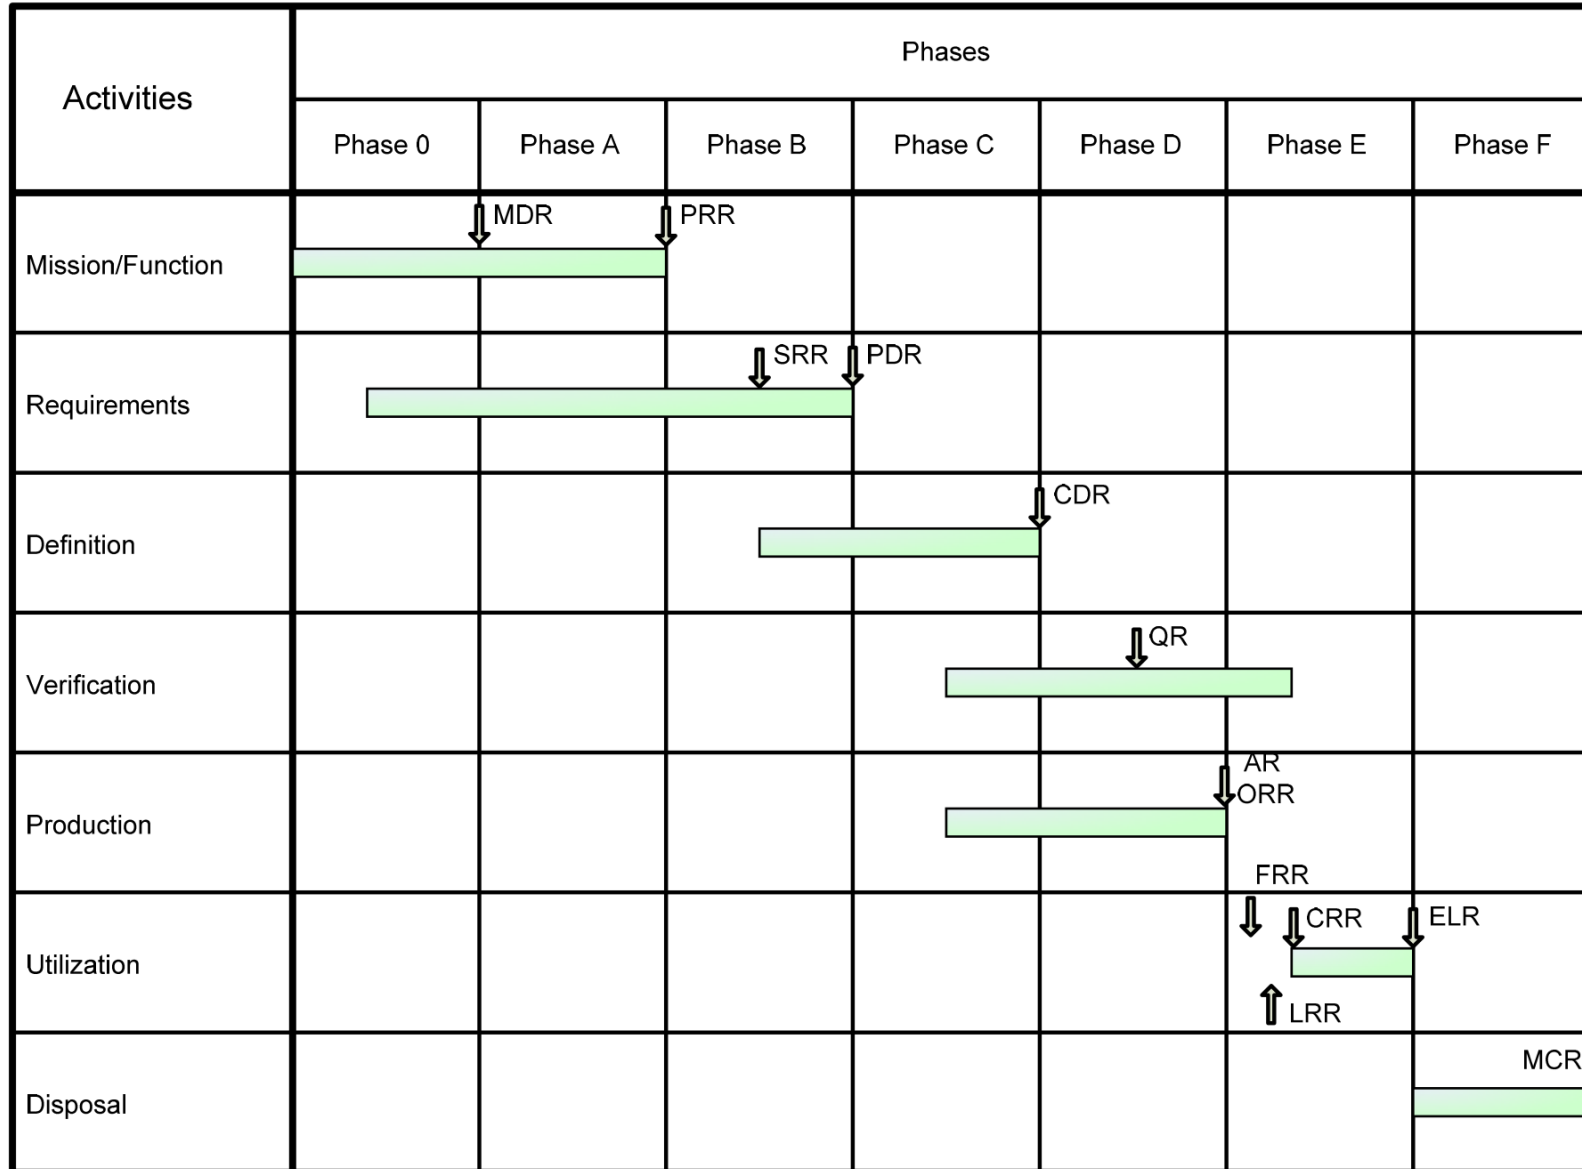 Activities
Phases
Phase 0
Phase A
Phase B
Phase C
Phase D
Phase E
Phase F
MDR
PRR
Mission/Function
SRR
PDR
Requirements
CDR
Definition
QR
Verification
AR
ORR
Production
FRR
CRR
ELR
Utilization
LRR
MCR
Disposal